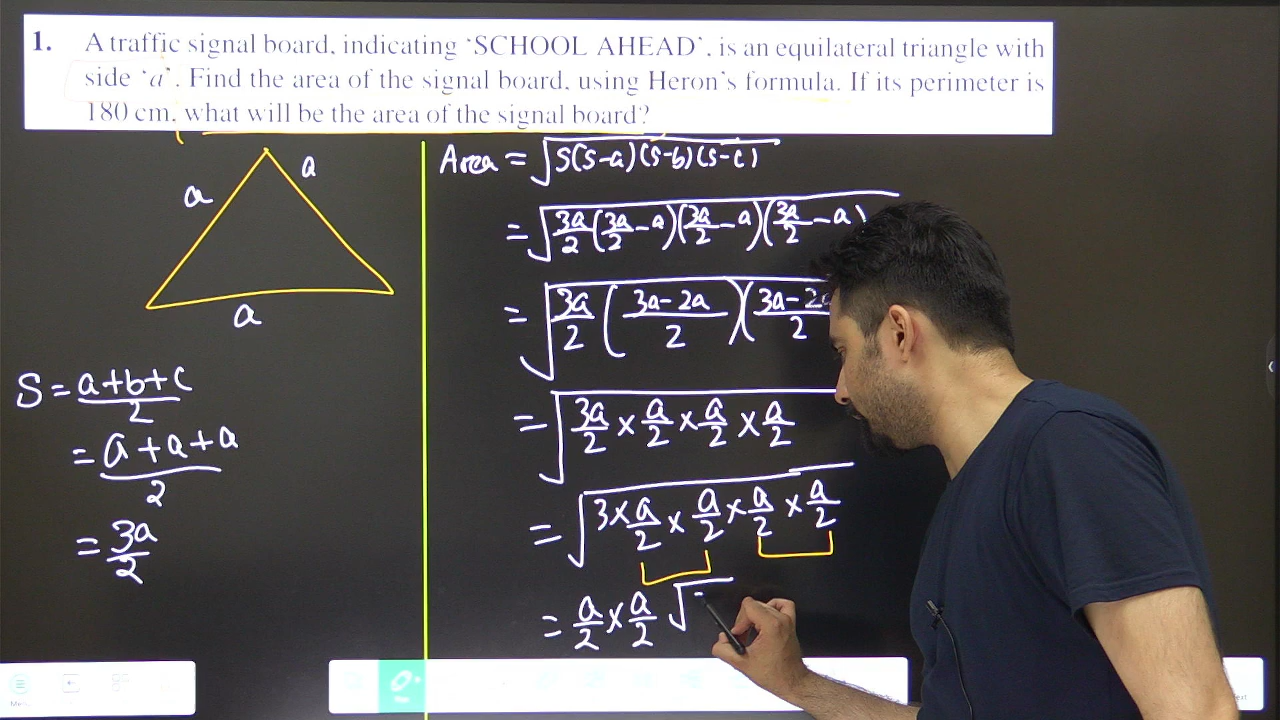 1. A traffic signal board, indicating ‘SCHOOL AHEAD’, is an equilateral triangle with
side ‘a’. Find the area of the signal board, using Heron’s formula. If its perimeter is
180 cm, what will be the area of the signal board?
a
a
a
S = a+b+c/2
= a+a+a/2
= 3a/2
Area = √s(s-a)(s-b)(s-c)
= √3a/2(3a/2-a)(3a/2-a)(3a/2-a)
= √3a/2(3a-2a/2)(3a-2a/2
= √3a/2 × a/2 × a/2 × a/2
= √3×a/2 × a/2 × a/2 × a/2
= a/2 × a/2 √